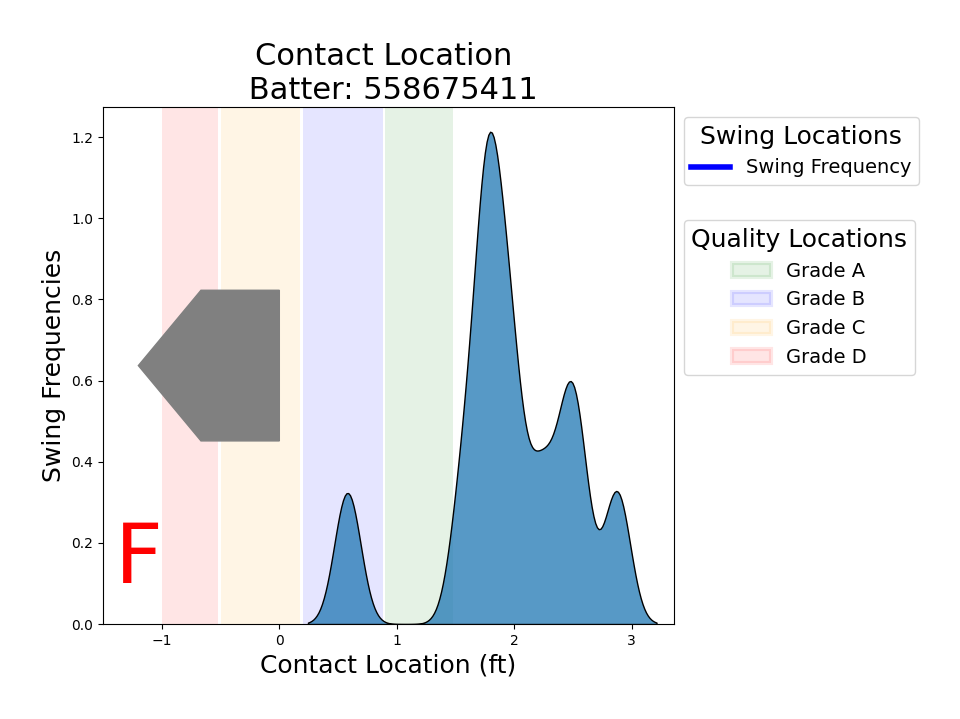 Contact Location
Batter: 558675411
Swing Frequencies
1.2
1.0
0.8
0.6
0.4
0.2
0.0
F
−1
0
1
2
3
Contact Location (ft)
Swing Locations
Swing Frequency
Quality Locations
Grade A
Grade B
Grade C
Grade D